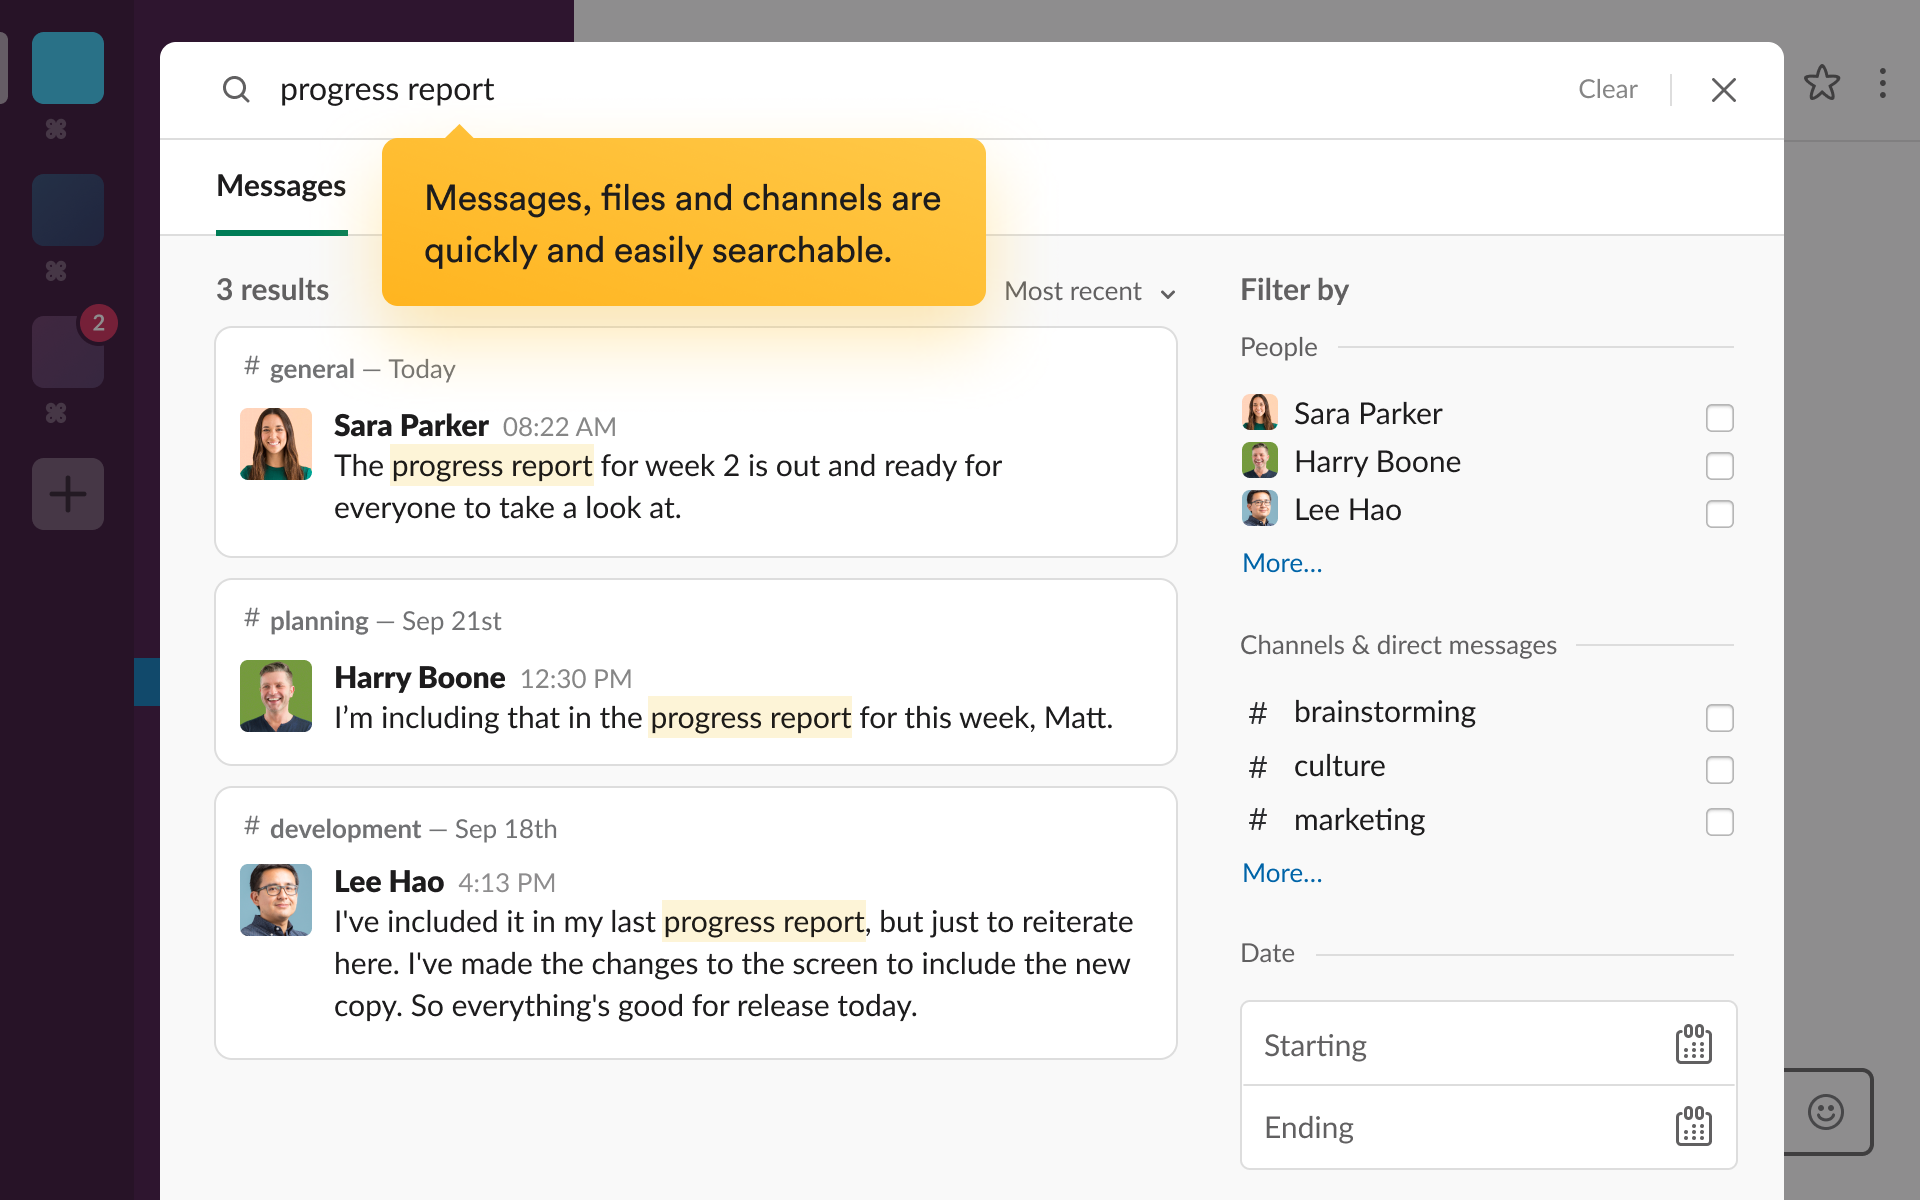 progress report
Clear
Messages, files and channels are
quickly and easily searchable.
Messages
3 results
Most recent
# general — Today
Sara Parker 08:22 AM
The progress report for week 2 is out and ready for
everyone to take a look at.
# planning — Sep 21st
Harry Boone 12:30 PM
I’m including that in the progress report for this week, Matt.
# development — Sep 18th
Lee Hao 4:13 PM
I've included it in my last progress report, but just to reiterate
here. I've made the changes to the screen to include the new
copy. So everything's good for release today.
Filter by
People
Sara Parker
Harry Boone
Lee Hao
More...
Channels & direct messages
# brainstorming
# culture
# marketing
More...
Date
Starting
Ending
⌘
⌘
2
⌘